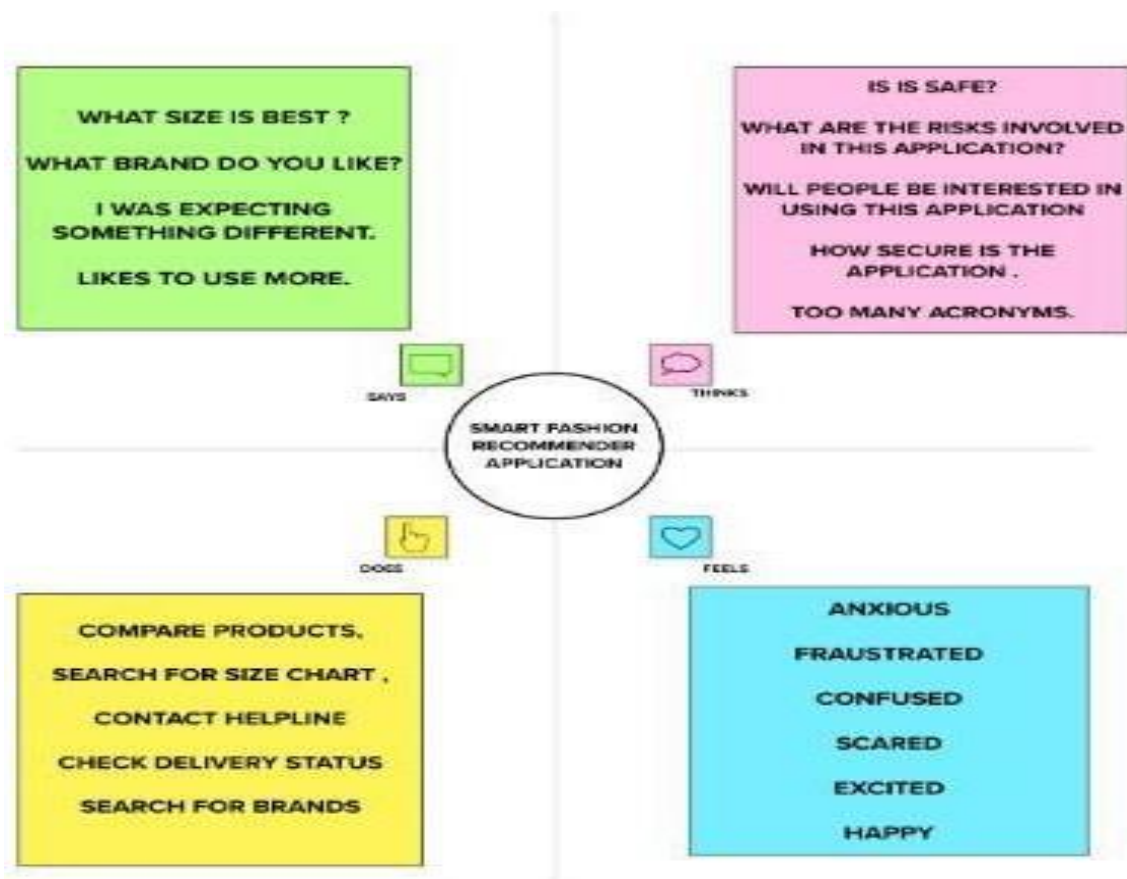 WHAT SIZE IS BEST ?
WHAT BRAND DO YOU LIKE?
I WAS EXPECTING
SOMETHING DIFFERENT.
LIKES TO USE MORE.
IS IS SAFE?
WHAT ARE THE RISKS INVOLVED
IN THIS APPLICATION?
WILL PEOPLE BE INTERESTED IN
USING THIS APPLICATION
HOW SECURE IS THE
APPLICATION .
TOO MANY ACRONYMS.
SAYS
THINKS
SMART FASHION
RECOMMENDER
APPLICATION
DOES
FEELS
COMPARE PRODUCTS,
SEARCH FOR SIZE CHART ,
CONTACT HELPLINE
CHECK DELIVERY STATUS
SEARCH FOR BRANDS
ANXIOUS
FRAUSTRATED
CONFUSED
SCARED
EXCITED
HAPPY